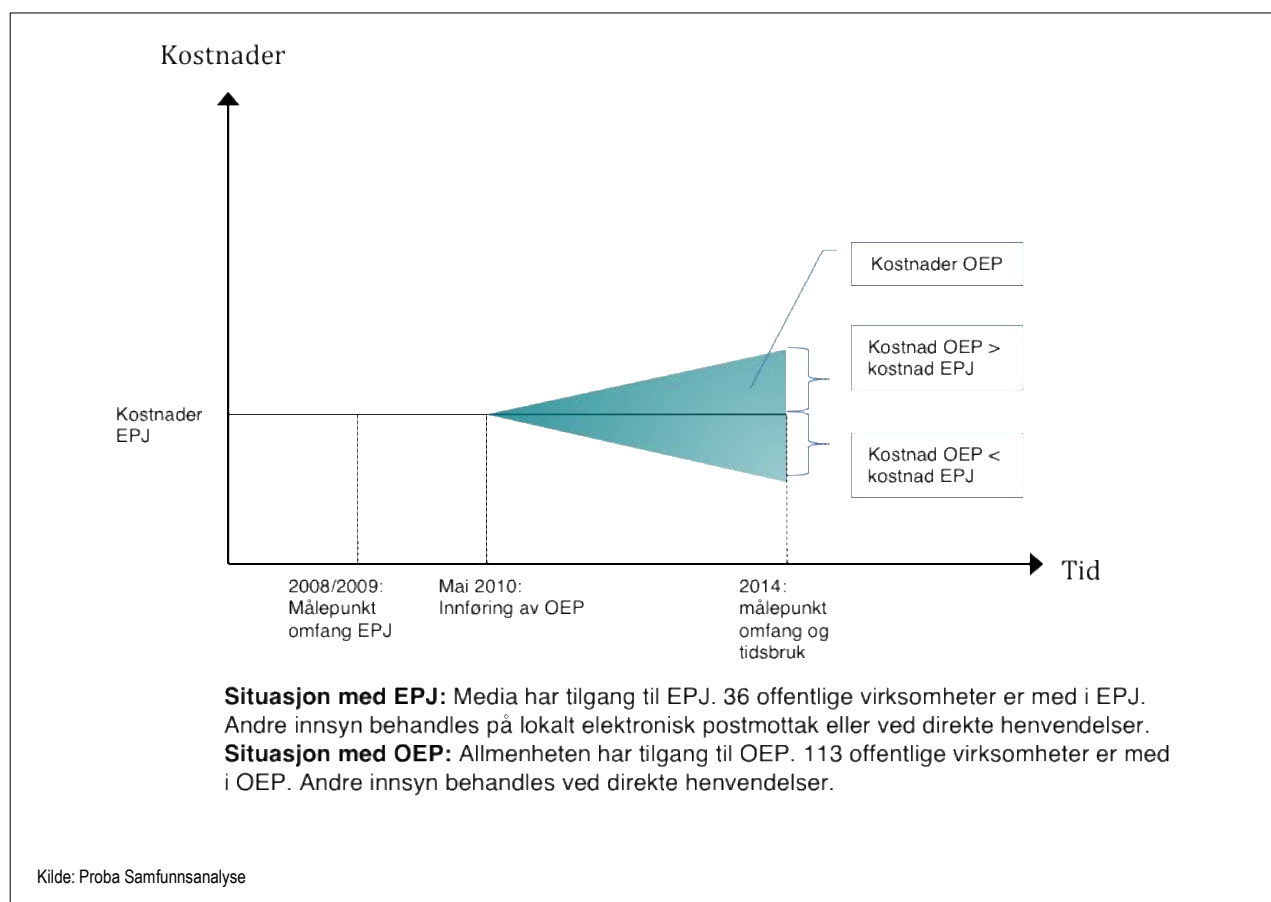 Kostnader
Kostnader OEP
Kostnad OEP >
kostnad EPJ
Kostnader
EPJ
Kostnad OEP <
kostnad EPJ
Tid
2008/2009:
Målepunkt
omfang EPJ
Mai 2010:
Innføring av OEP
2014:
målepunkt
omfang og
tidsbruk
Situasjon med EPJ: Media har tilgang til EPJ. 36 offentlige virksomheter er med i EPJ.
Andre innsyn behandles på lokalt elektronisk postmottak eller ved direkte henvendelser.
Situasjon med OEP: Allmenheten har tilgang til OEP. 113 offentlige virksomheter er med
i OEP. Andre innsyn behandles ved direkte henvendelser.
Kilde: Proba Samfunnsanalyse